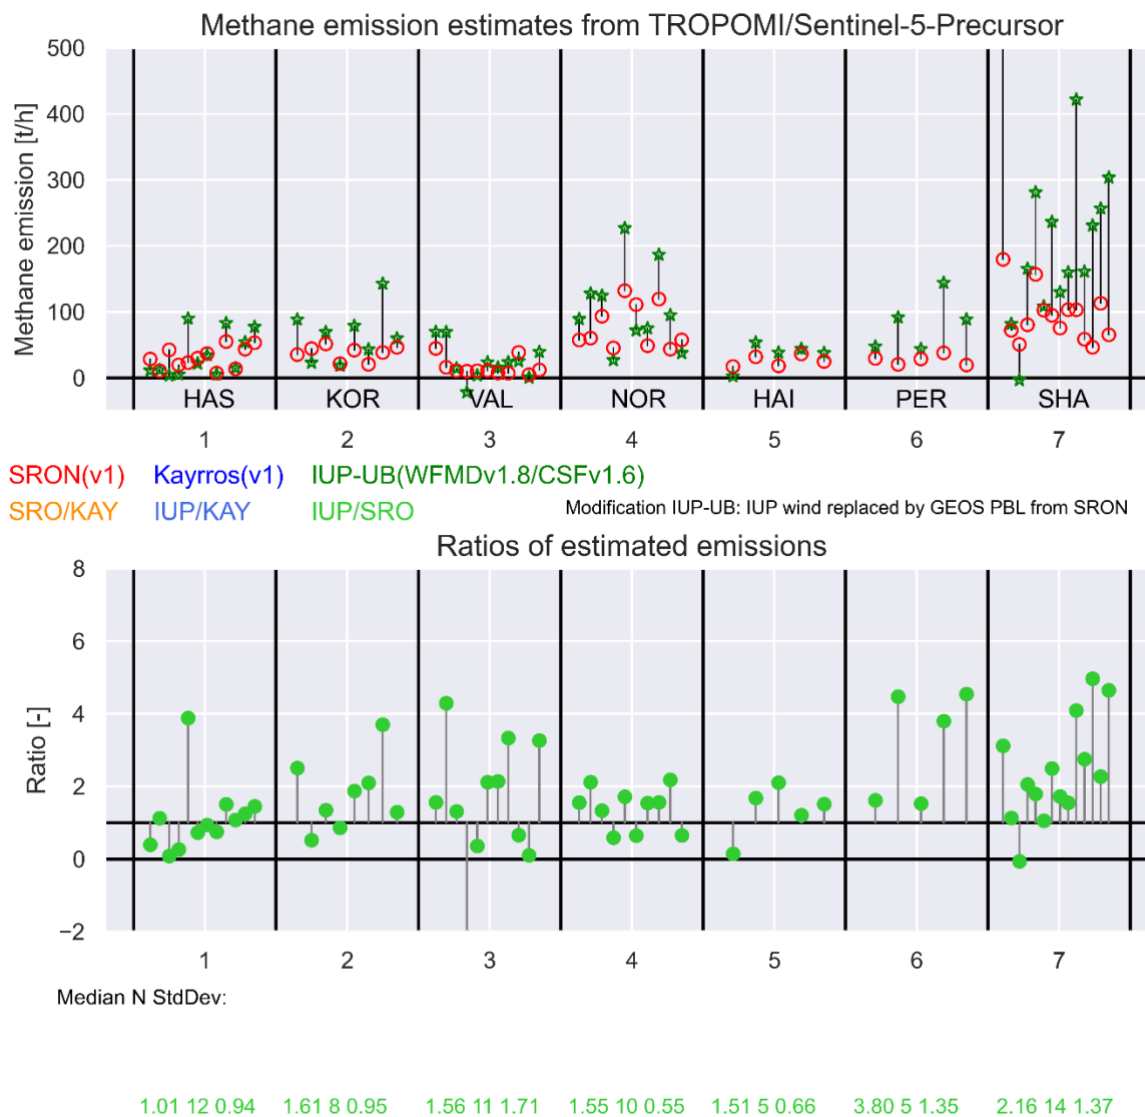 Methane emission estimates from TROPOMI/Sentinel-5-Precursor
Methane emission [t/h]
500
400
300
200
100
0
HAS KOR VAL NOR HAI PER SHA
1 2 3 4 5 6 7
SRON(v1) Kayrros(v1) IUP-UB(WFMDv1.8/CSFv1.6)
SRO/KAY IUP/KAY IUP/SRO Modification IUP-UB: IUP wind replaced by GEOS PBL from SRON
Ratios of estimated emissions
Ratio [-]
8
6
4
2
0
−2
1 2 3 4 5 6 7
Median N StdDev:
1.01 12 0.94 1.61 8 0.95 1.56 11 1.71 1.55 10 0.55 1.51 5 0.66 3.80 5 1.35 2.16 14 1.37